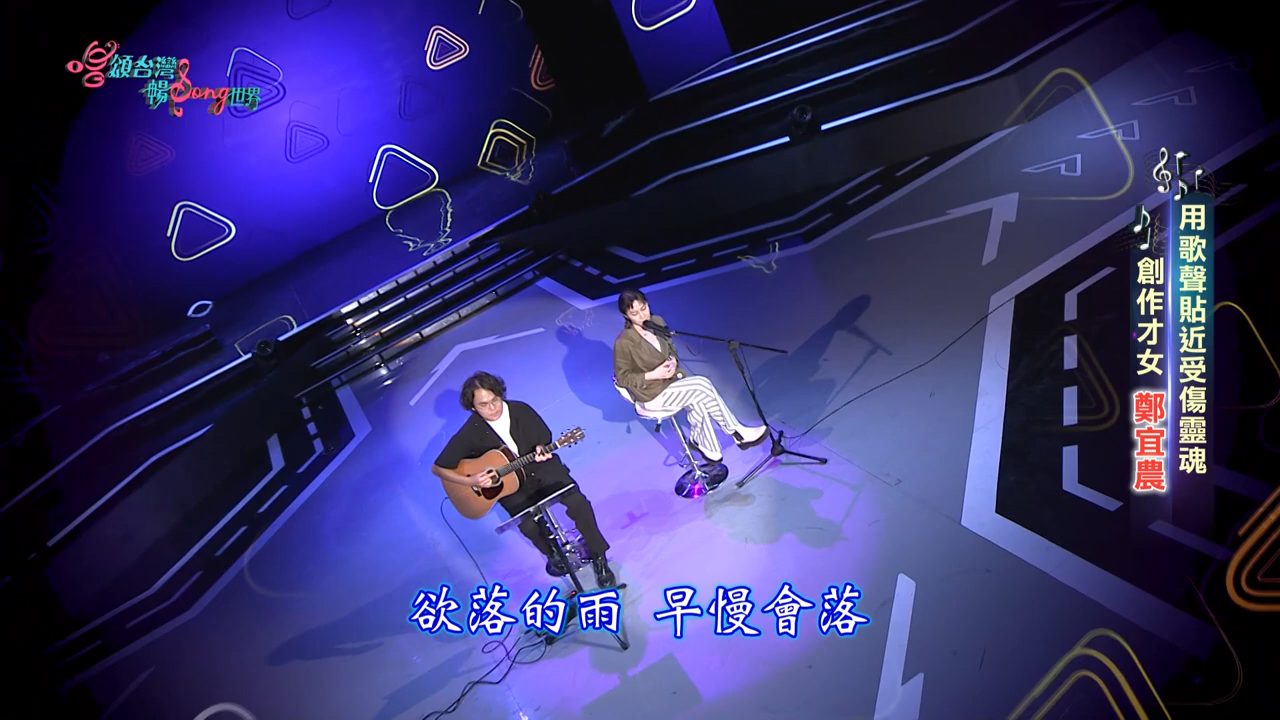 唱領台灣
暢Song世界
用歌聲貼近受傷靈魂
創作才女 鄭宜農
欲落的雨 早慢會落